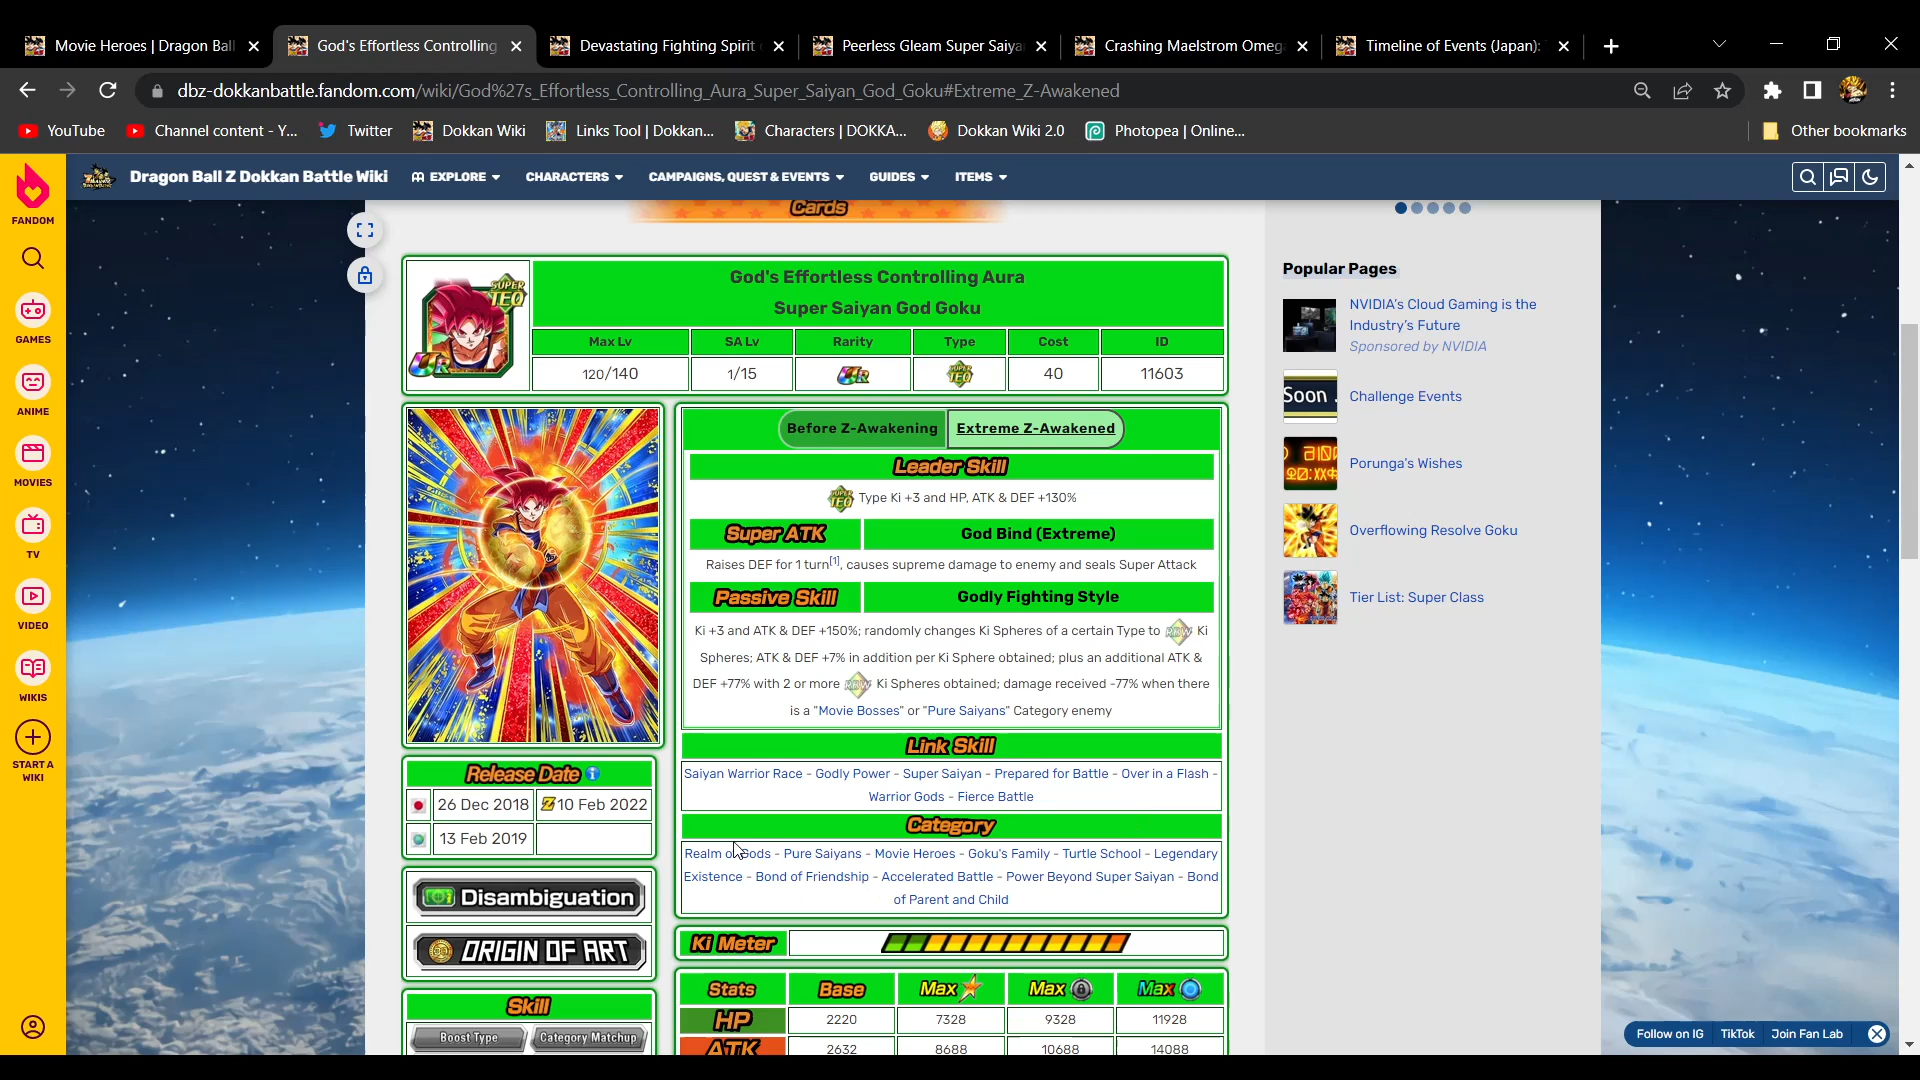 Movie Heroes | Dragon Ball
God's Effortless Controlling
Devastating Fighting Spirit
Peerless Gleam Super Saiya
Crashing Maelstrom Omeg
Timeline of Events (Japan):
dbz-dokkanbattle.fandom.com/wiki/God%27s_Effortless_Controlling_Aura_Super_Saiyan_God_Goku#Extreme_Z-Awakened
YouTube
Channel content - Y...
Twitter
Dokkan Wiki
Links Tool | Dokkan...
Characters | DOKKA...
Dokkan Wiki 2.0
Photopea | Online...
Other bookmarks
Dragon Ball Z Dokkan Battle Wiki
EXPLORE
CHARACTERS
CAMPAIGNS, QUEST & EVENTS
GUIDES
ITEMS
FANDOM
GAMES
ANIME
MOVIES
TV
VIDEO
WIKIS
START A
WIKI
Cards
SUPER
TEQ
UR
God's Effortless Controlling Aura
Super Saiyan God Goku
Max Lv SA Lv Rarity Type Cost ID
120/140 1/15 UR SUPER TEQ 40 11603
Before Z-Awakening Extreme Z-Awakened
Leader Skill
SUPER TEQ Type Ki +3 and HP, ATK & DEF +130%
Super ATK God Bind (Extreme)
Raises DEF for 1 turn[1], causes supreme damage to enemy and seals Super Attack
Passive Skill Godly Fighting Style
Ki +3 and ATK & DEF +150%; randomly changes Ki Spheres of a certain Type to RBW Ki
Spheres; ATK & DEF +7% in addition per Ki Sphere obtained; plus an additional ATK &
DEF +77% with 2 or more RBW Ki Spheres obtained; damage received -77% when there
is a "Movie Bosses" or "Pure Saiyans" Category enemy
Link Skill
Saiyan Warrior Race - Godly Power - Super Saiyan - Prepared for Battle - Over in a Flash -
Warrior Gods - Fierce Battle
Category
Realm of Gods - Pure Saiyans - Movie Heroes - Goku's Family - Turtle School - Legendary
Existence - Bond of Friendship - Accelerated Battle - Power Beyond Super Saiyan - Bond
of Parent and Child
Ki Meter
Stats Base Max Max Max
HP 2220 7328 9328 11928
ATK 2632 8688 10688 14088
Release Date
26 Dec 2018 Z 10 Feb 2022
13 Feb 2019
Disambiguation
ORIGIN OF ART
Skill
Boost Type Category Matchup
Popular Pages
NVIDIA's Cloud Gaming is the
Industry's Future
Sponsored by NVIDIA
Soon
Challenge Events
Porunga's Wishes
Overflowing Resolve Goku
Tier List: Super Class
Follow on IG TikTok Join Fan Lab